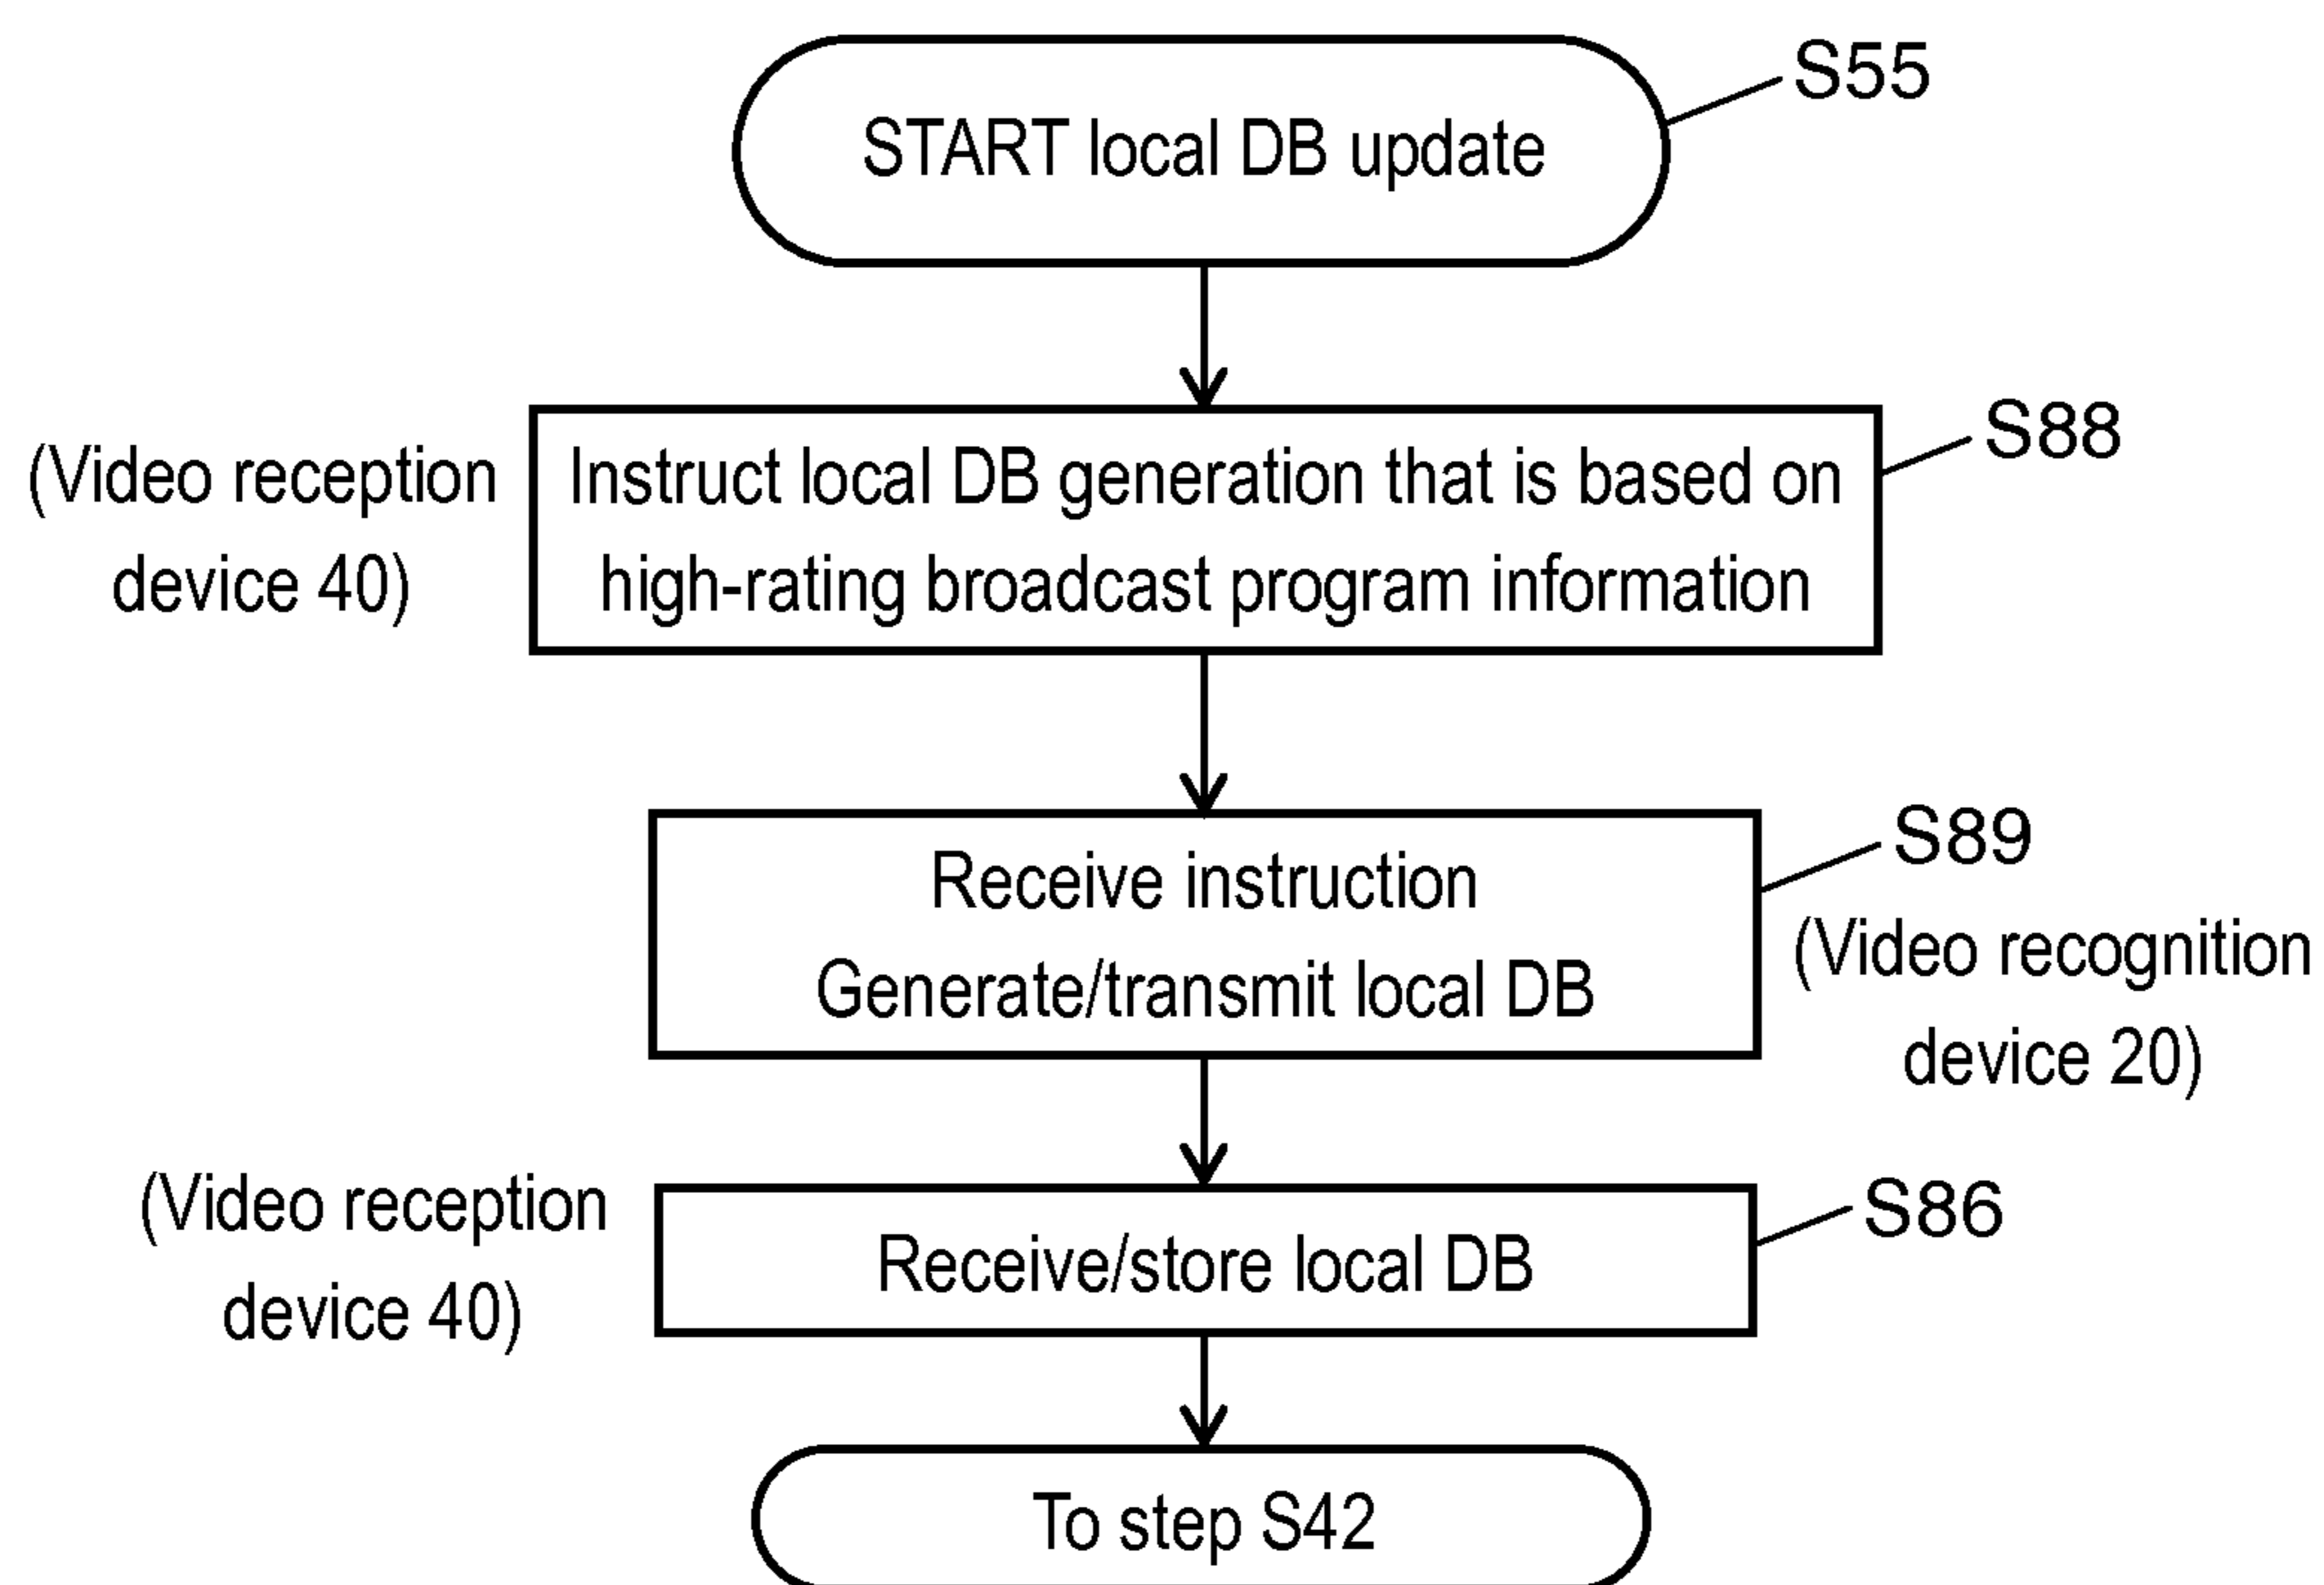 START local DB update
S55
(Video reception
device 40)
Instruct local DB generation that is based on
high-rating broadcast program information
S88
Receive instruction
Generate/transmit local DB
S89
(Video recognition
device 20)
(Video reception
device 40)
Receive/store local DB
S86
To step S42